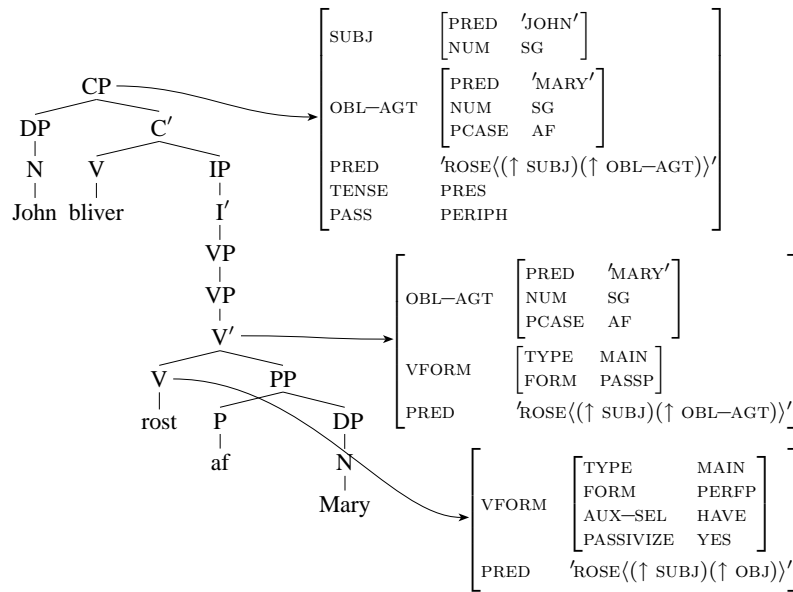 SUBJ [PRED 'JOHN'
NUM SG]
CP
OBL–AGT [PRED 'MARY'
NUM SG
PCASE AF]
DP C′
N V IP
PRED 'ROSE⟨(↑ SUBJ)(↑ OBL–AGT)⟩'
TENSE PRES
John bliver I′
PASS PERIPH
VP
VP
OBL–AGT [PRED 'MARY'
NUM SG
PCASE AF]
V′
VFORM [TYPE MAIN
FORM PASSP]
V PP
PRED 'ROSE⟨(↑ SUBJ)(↑ OBL–AGT)⟩'
rost P DP
af N
Mary
VFORM [TYPE MAIN
FORM PERFP
AUX–SEL HAVE
PASSIVIZE YES]
PRED 'ROSE⟨(↑ SUBJ)(↑ OBJ)⟩'